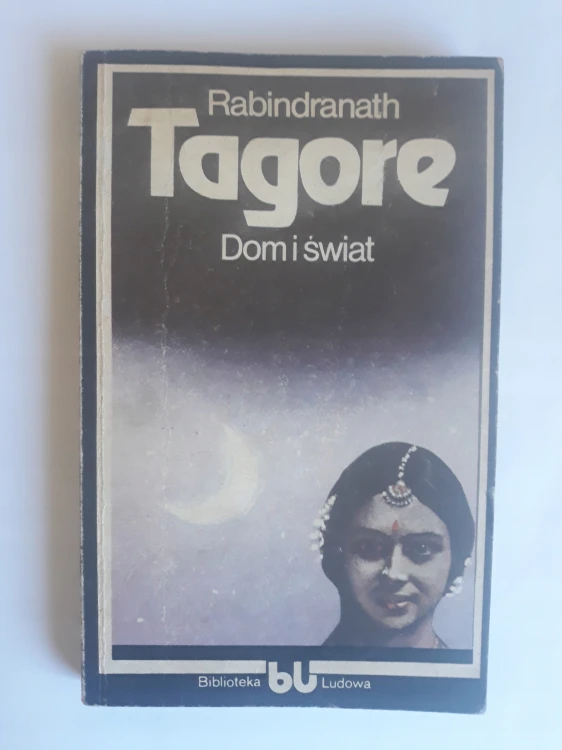 Rabindranath
Tagore
Dom i świat
Biblioteka bL Ludowa